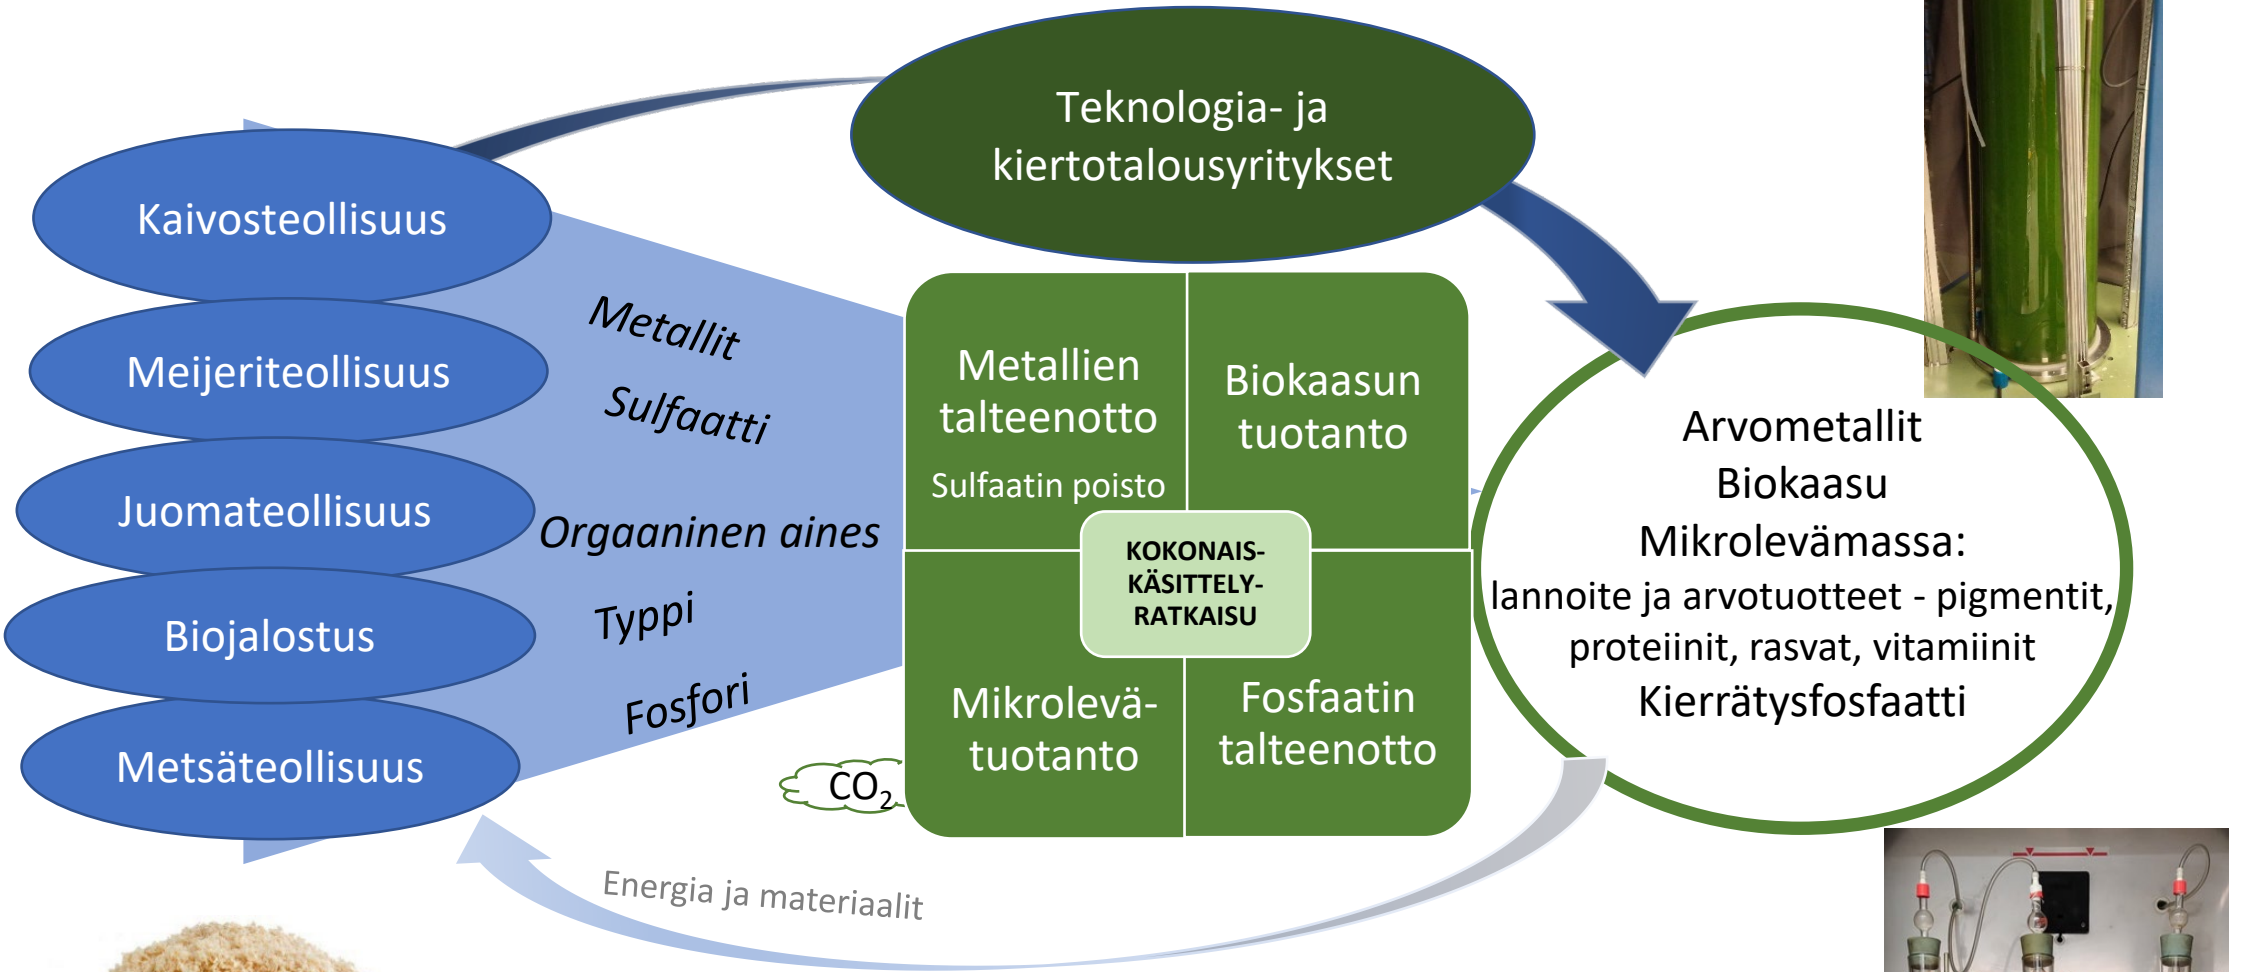 Teknologia- ja
kiertotalousyritykset
Kaivosteollisuus
Meijeriteollisuus
Juomateollisuus
Biojalostus
Metsäteollisuus
Metallit
Sulfaatti
Orgaaninen aines
Typpi
Fosfori
CO₂
Metallien
talteenotto
Sulfaatin poisto
Biokaasun
tuotanto
KOKONAIS-
KÄSITTELY-
RATKAISU
Mikrolevä-
tuotanto
Fosfaatin
talteenotto
Arvometallit
Biokaasu
Mikrolevämassa:
lannoite ja arvotuotteet - pigmentit,
proteiinit, rasvat, vitamiinit
Kierrätysfosfaatti
Energia ja materiaalit